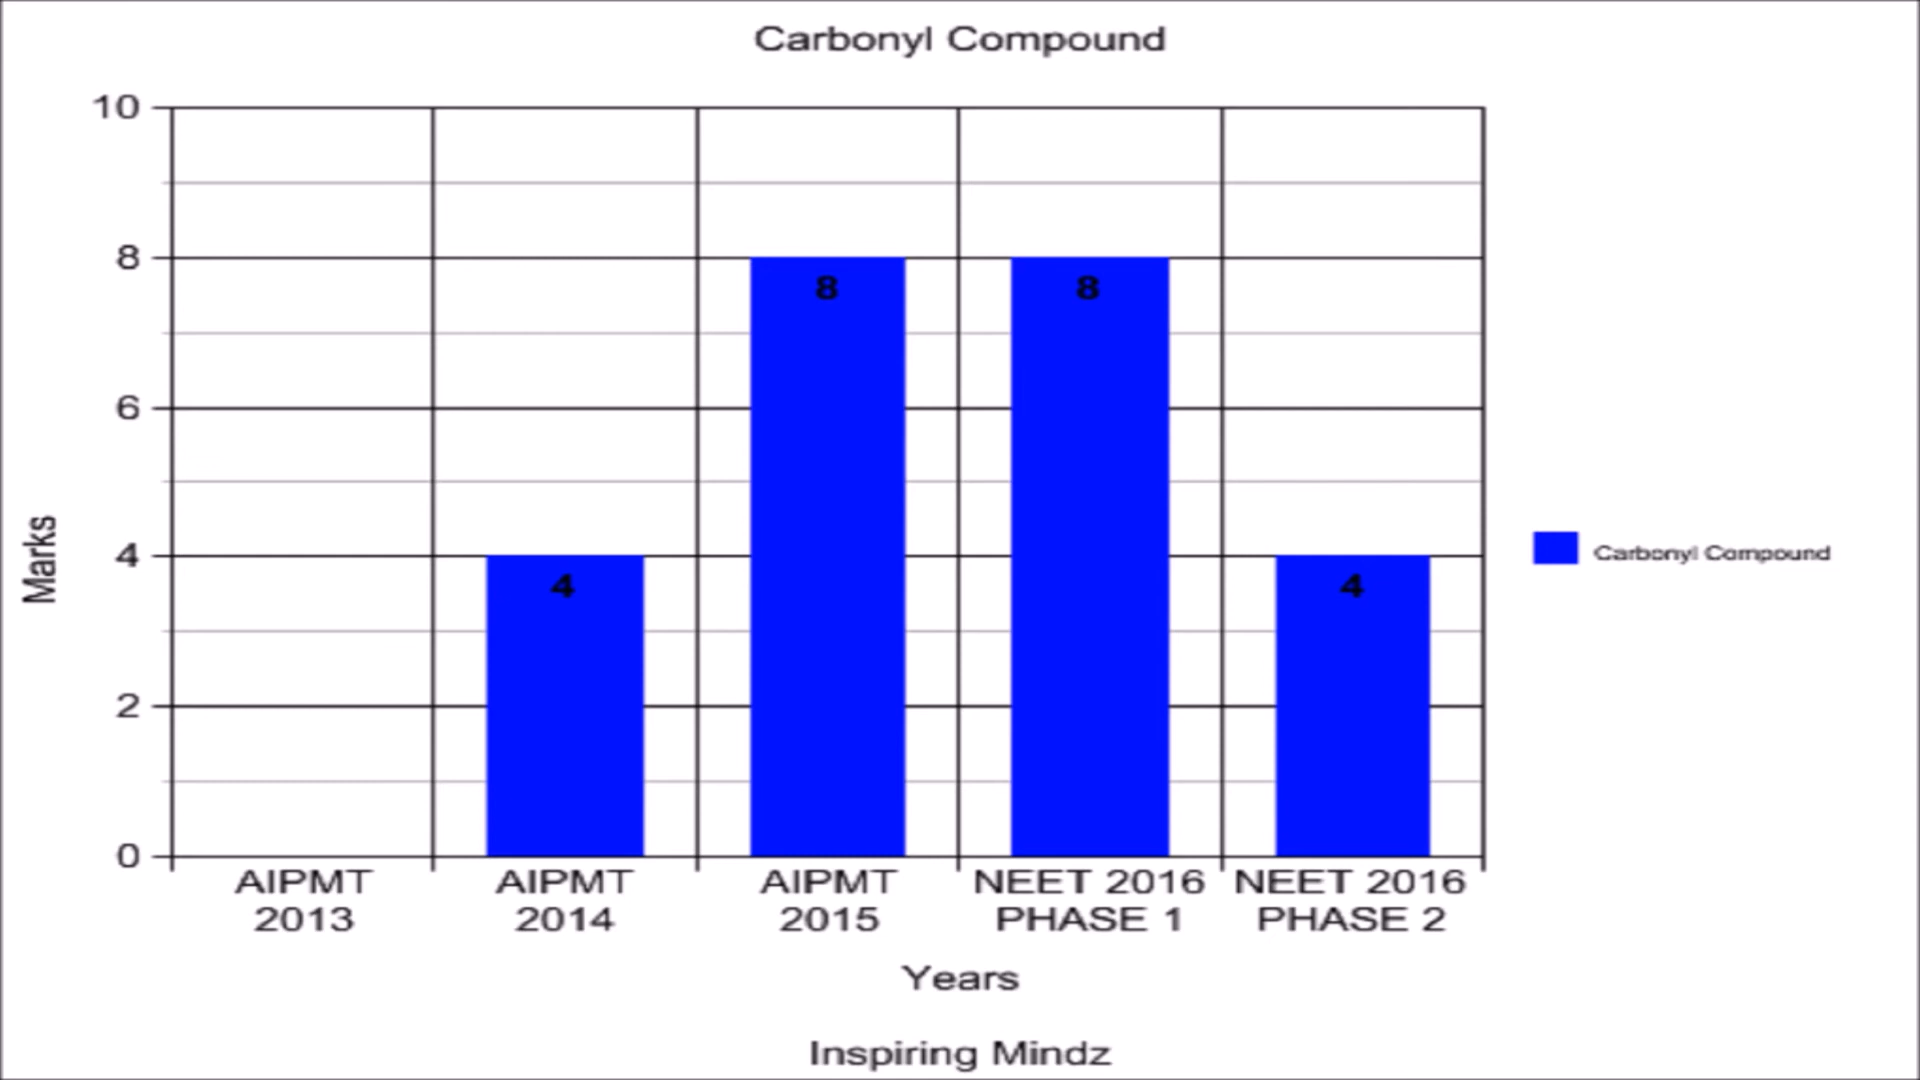 Carbonyl Compound
10
8
6
4
2
0
Marks
8
8
4
4
AIPMT 2013
AIPMT 2014
AIPMT 2015
NEET 2016 PHASE 1
NEET 2016 PHASE 2
Carbonyl Compound
Years
Inspiring Mindz